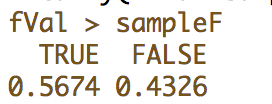 fVal > sampleF
TRUE FALSE
0.5674 0.4326